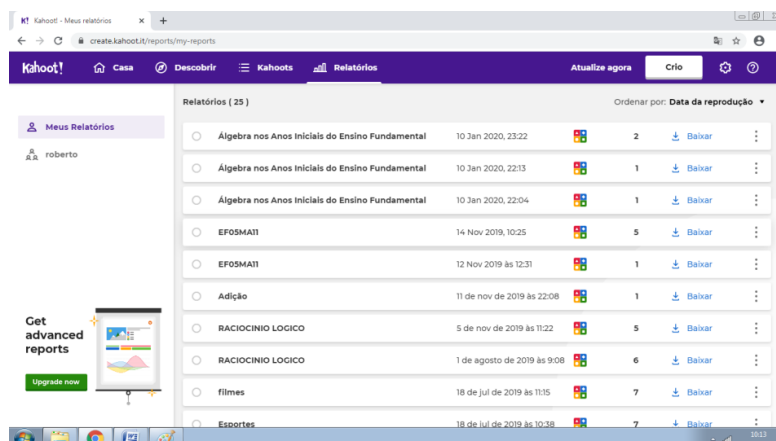 K! Kahoot! - Meus relatórios × +
create.kahoot.it/reports/my-reports
Kahoot! Casa Descobrir Kahoots Relatórios Atualize agora Crio
Relatórios ( 25 ) Ordenar por: Data da reprodução
Meus Relatórios
roberto
Álgebra nos Anos Iniciais do Ensino Fundamental 10 Jan 2020, 23:22 2 Baixar
Álgebra nos Anos Iniciais do Ensino Fundamental 10 Jan 2020, 22:13 1 Baixar
Álgebra nos Anos Iniciais do Ensino Fundamental 10 Jan 2020, 22:04 1 Baixar
EF05MA11 14 Nov 2019, 10:25 5 Baixar
EF05MA11 12 Nov 2019 às 12:31 1 Baixar
Adição 11 de nov de 2019 às 22:08 1 Baixar
RACIOCINIO LOGICO 5 de nov de 2019 às 11:22 5 Baixar
RACIOCINIO LOGICO 1 de agosto de 2019 às 9:08 6 Baixar
filmes 18 de jul de 2019 às 11:15 7 Baixar
Esportes 18 de jul de 2019 às 10:38 7 Baixar
Get
advanced
reports
Upgrade now
10:13